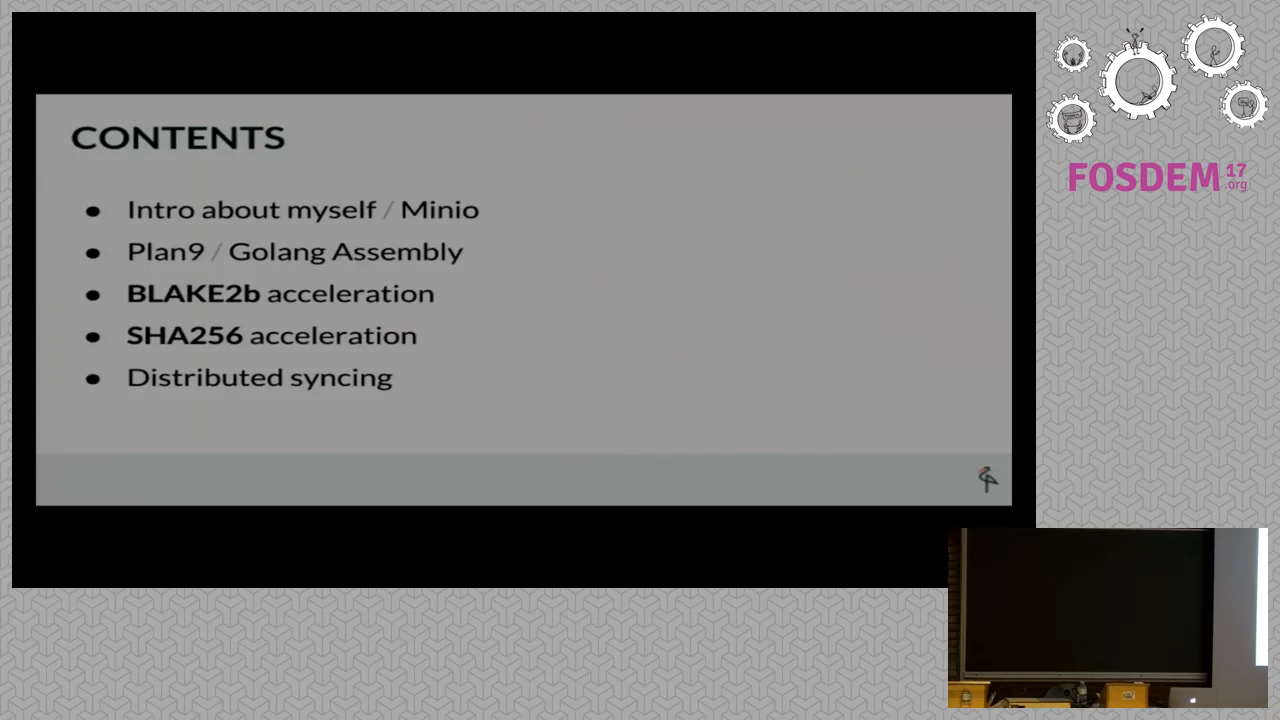 CONTENTS
● Intro about myself / Minio
● Plan9 / Golang Assembly
● BLAKE2b acceleration
● SHA256 acceleration
● Distributed syncing
FOSDEM 17 .org